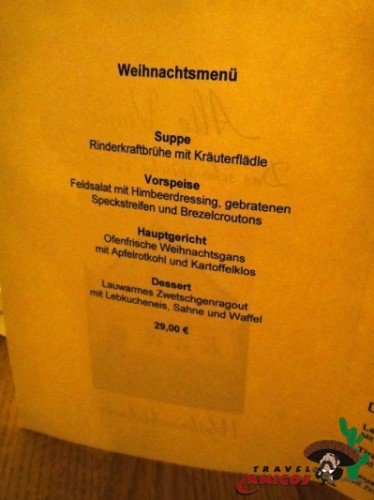 Weihnachtsmenü
Suppe
Rinderkraftbrühe mit Kräuterflädle
Vorspeise
Feldsalat mit Himbeerdressing, gebratenen
Speckstreifen und Brezelcroutons
Hauptgericht
Ofenfrische Weihnachtsgans
mit Apfelrotkohl und Kartoffelklos
Dessert
Lauwarmes Zwetschgenragout
mit Lebkucheneis, Sahne und Waffel
29,00 €
TRAVEL
AMIGOS